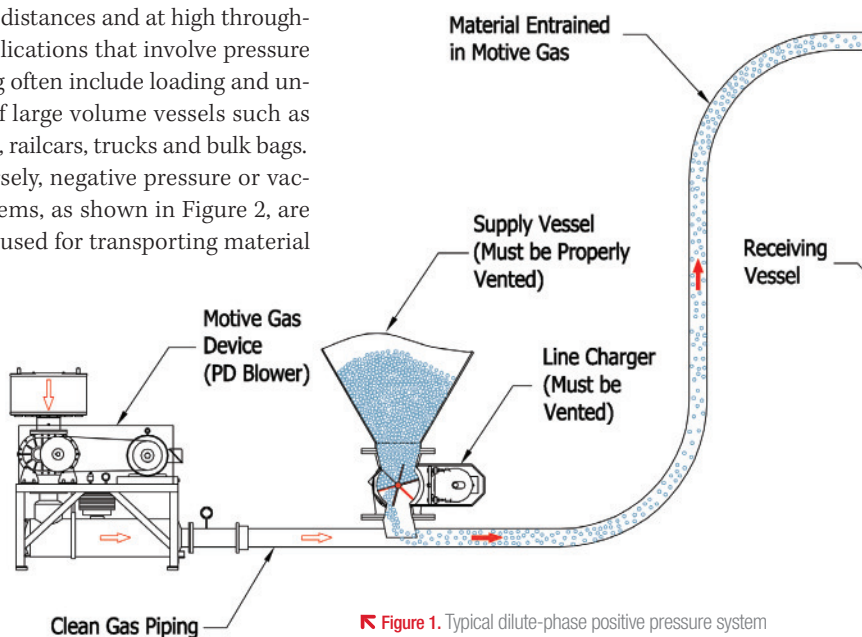 distances and at high through-
plications that involve pressure
g often include loading and un-
f large volume vessels such as
, railcars, trucks and bulk bags.
sely, negative pressure or vac-
ems, as shown in Figure 2, are
used for transporting material
Material Entrained
in Motive Gas
Supply Vessel
(Must be Properly
Vented)
Receiving
Vessel
Motive Gas
Device
(PD Blower)
Line Charger
(Must be
Vented)
Clean Gas Piping
Figure 1. Typical dilute-phase positive pressure system